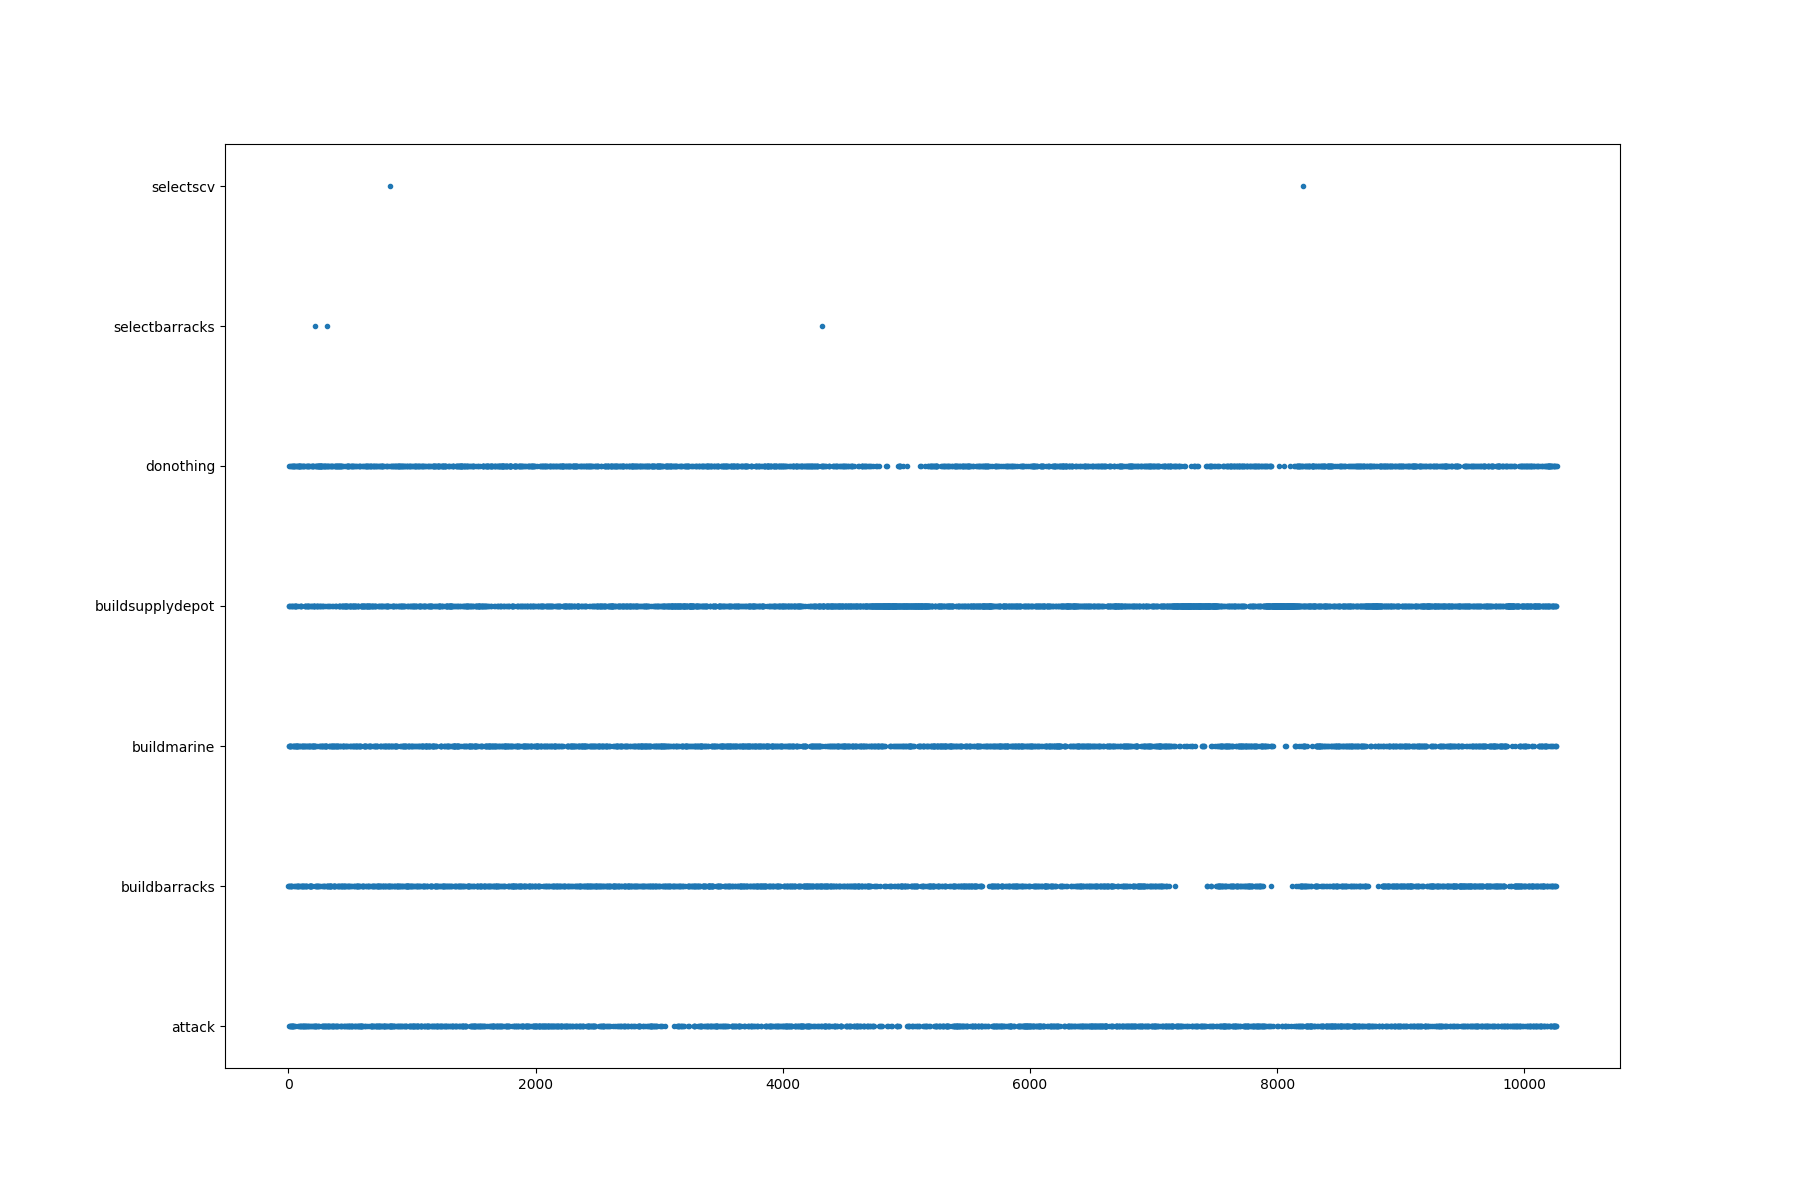 selectscv
selectbarracks
donothing
buildsupplydepot
buildmarine
buildbarracks
attack
0 2000 4000 6000 8000 10000